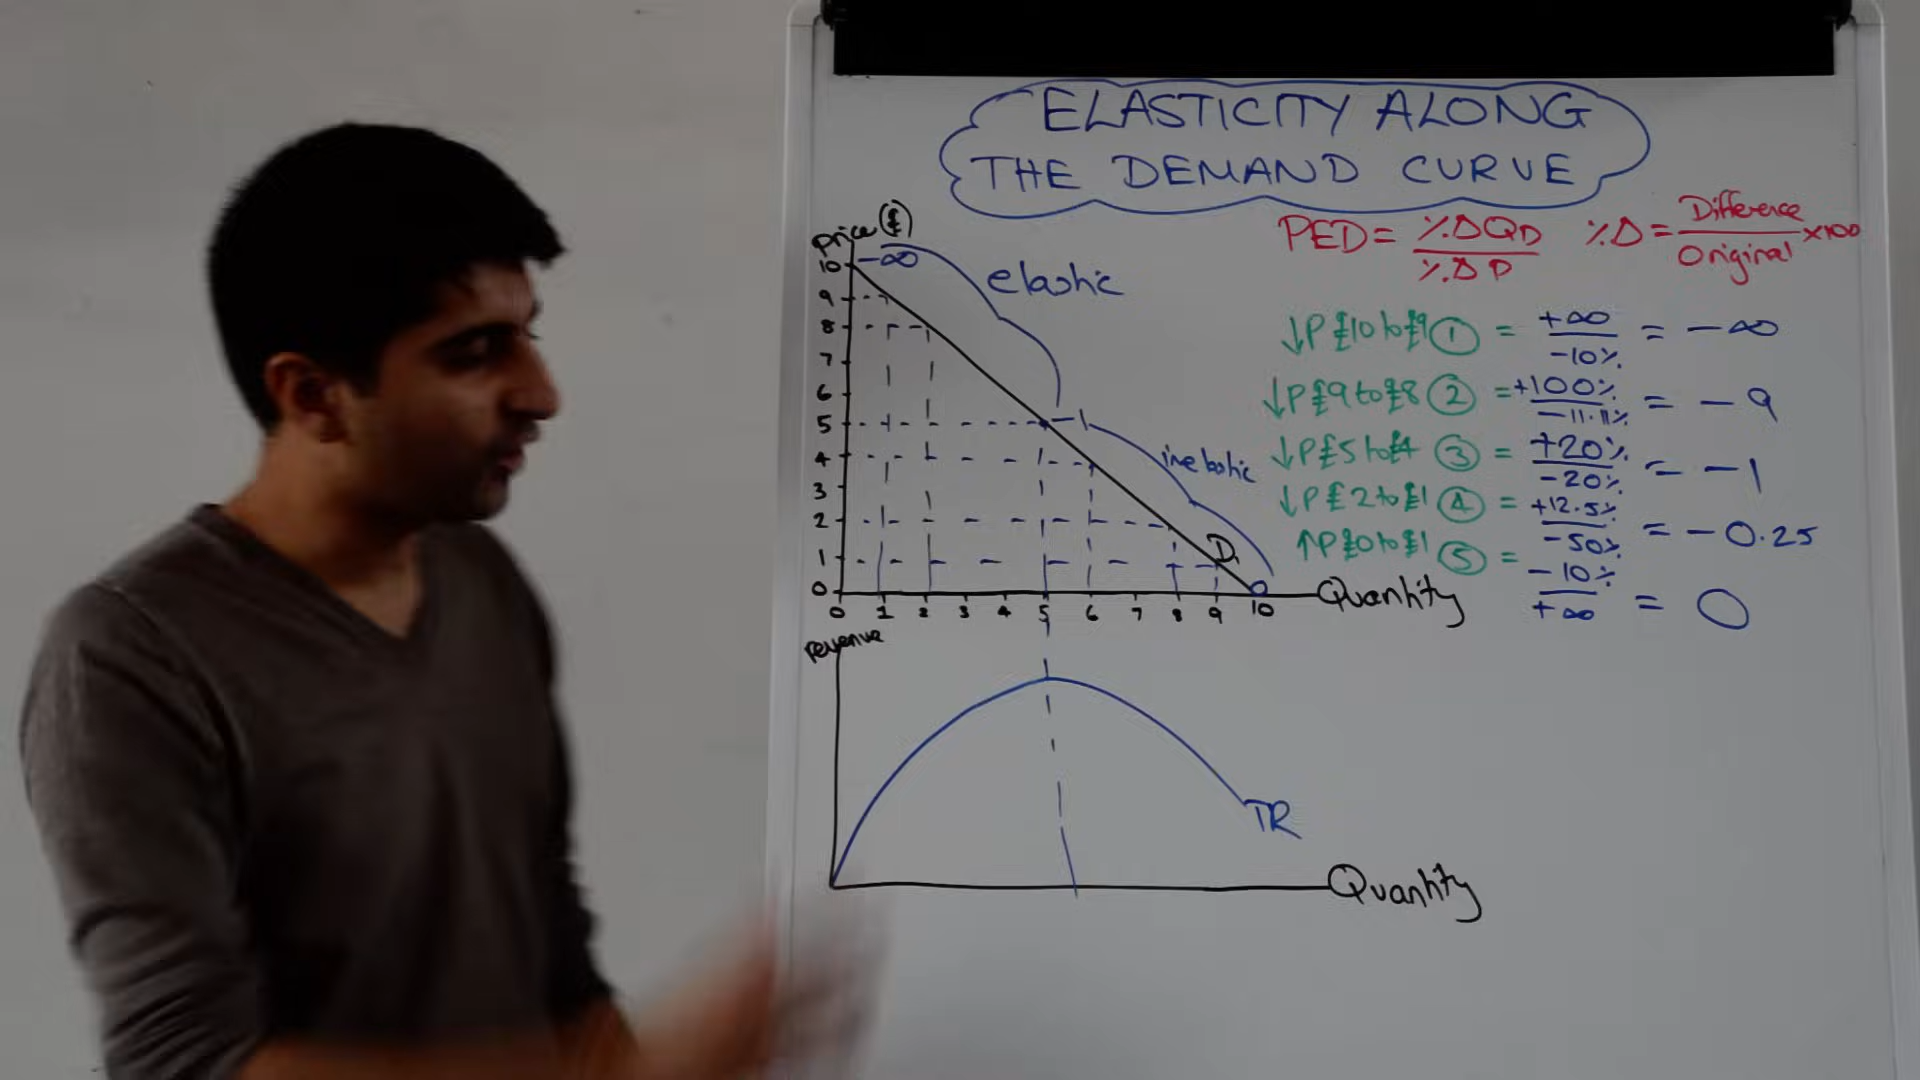 ELASTICITY ALONG
THE DEMAND CURVE
PED = %ΔQD / %ΔP
%Δ = Difference / Original ×100
Price (£)
10
9
8
7
6
5
4
3
2
1
0
-∞
elastic
-1
inelastic
D
0
0 1 2 3 4 5 6 7 8 9 10
Quantity
↓P £10 to £9 ① = +∞ / -10% = -∞
↓P £9 to £8 ② = +100% / -11.11% = -9
↓P £5 to £4 ③ = +20% / -20% = -1
↓P £2 to £1 ④ = +12.5% / -50% = -0.25
↑P £0 to £1 ⑤ = -10% / +∞ = 0
revenue
TR
Quantity